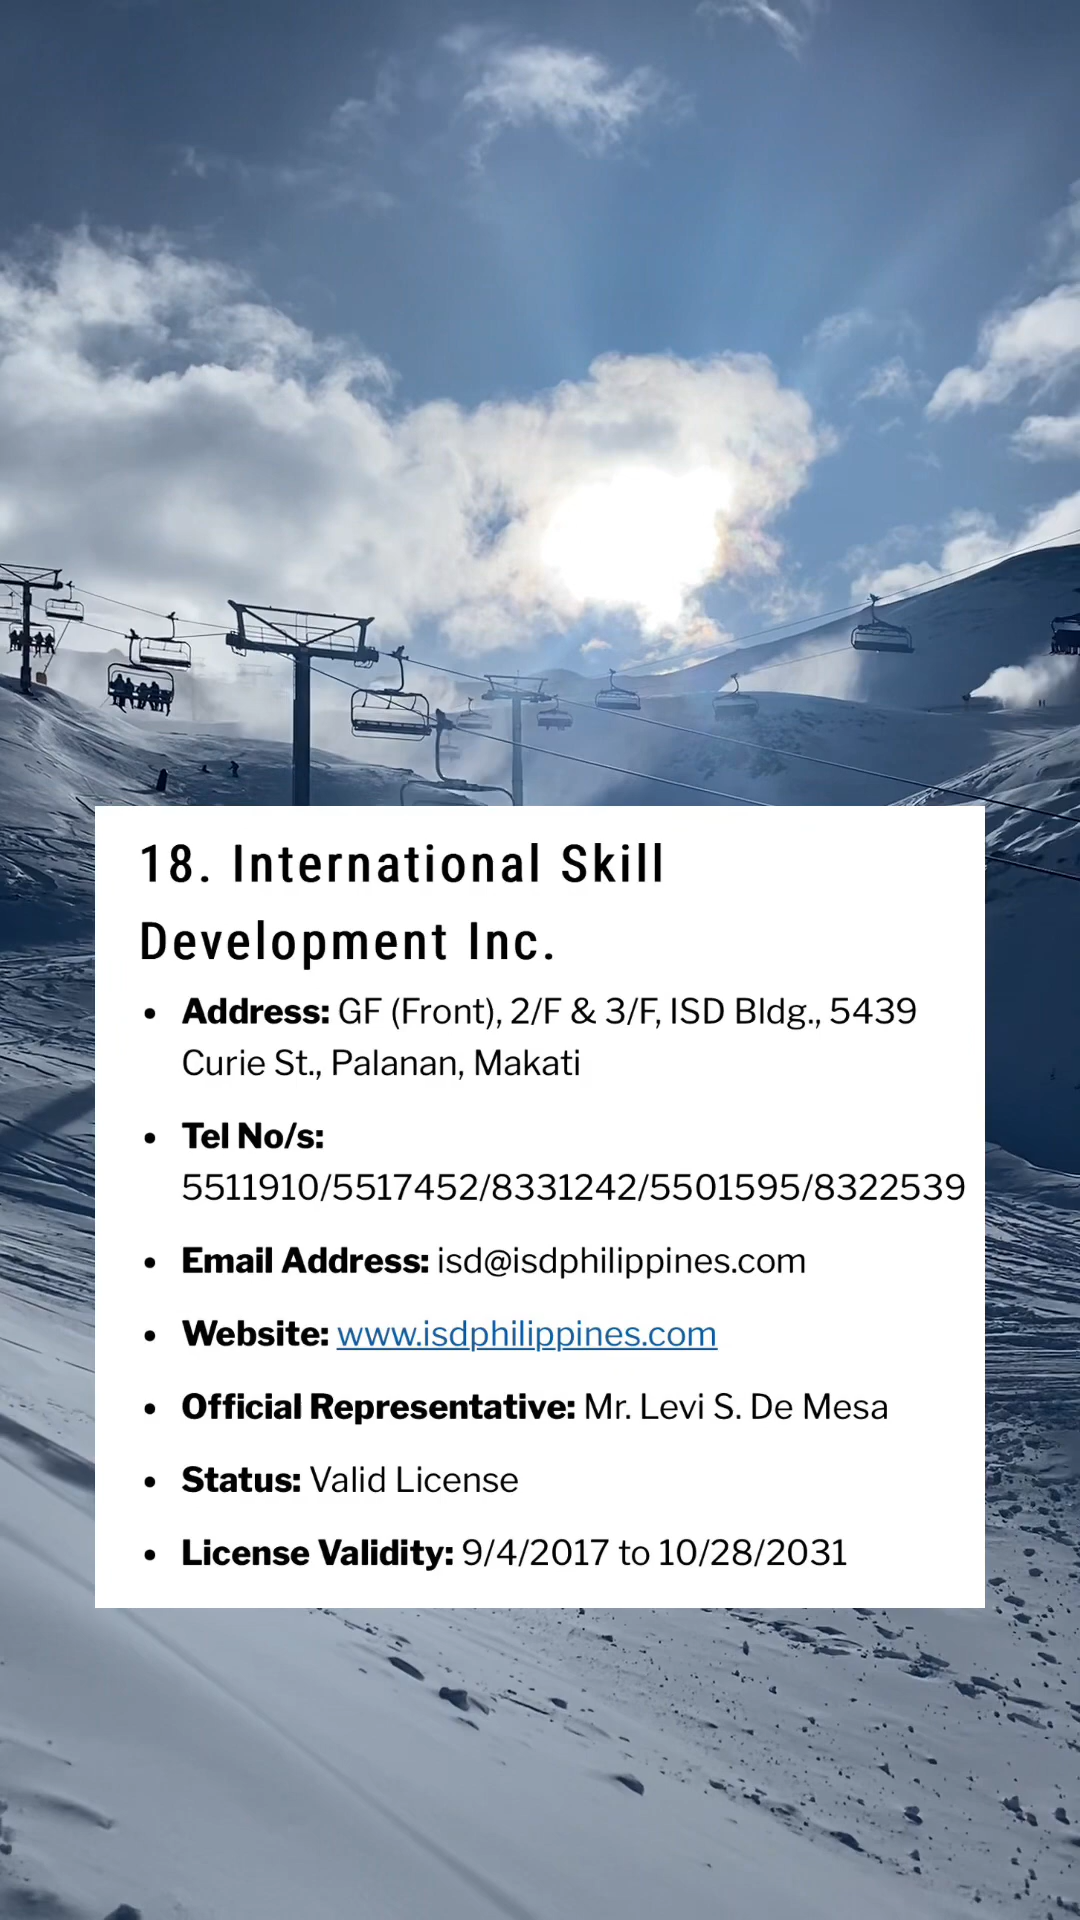 18. International Skill
Development Inc.
• Address: GF (Front), 2/F & 3/F, ISD Bldg., 5439
Curie St., Palanan, Makati
• Tel No/s:
5511910/5517452/8331242/5501595/8322539
• Email Address: isd@isdphilippines.com
• Website: www.isdphilippines.com
• Official Representative: Mr. Levi S. De Mesa
• Status: Valid License
• License Validity: 9/4/2017 to 10/28/2031